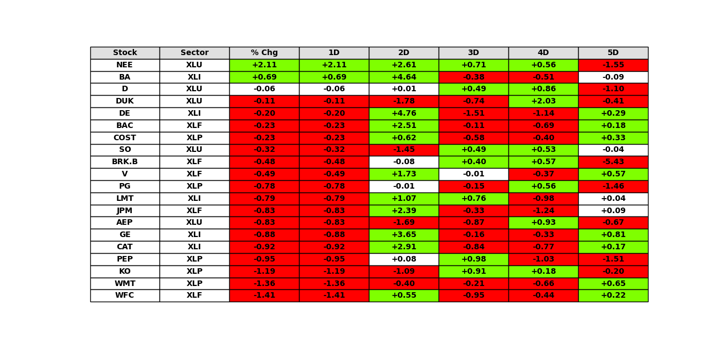 Stock Sector % Chg 1D 2D 3D 4D 5D
NEE XLU +2.11 +2.11 +2.61 +0.71 +0.56 -1.55
BA XLI +0.69 +0.69 +4.64 -0.38 -0.51 -0.09
D XLU -0.06 -0.06 +0.01 +0.49 +0.86 -1.10
DUK XLU -0.11 -0.11 -1.78 -0.74 +2.03 -0.41
DE XLI -0.20 -0.20 +4.76 -1.51 -1.14 +0.29
BAC XLF -0.23 -0.23 +2.51 -0.11 -0.69 +0.18
COST XLP -0.23 -0.23 +0.62 -0.58 -0.40 +0.33
SO XLU -0.32 -0.32 -1.45 +0.49 +0.53 -0.04
BRK.B XLF -0.48 -0.48 -0.08 +0.40 +0.57 -5.43
V XLF -0.49 -0.49 +1.73 -0.01 -0.37 +0.57
PG XLP -0.78 -0.78 -0.01 -0.15 +0.56 -1.46
LMT XLI -0.79 -0.79 +1.07 +0.76 -0.98 +0.04
JPM XLF -0.83 -0.83 +2.39 -0.33 -1.24 +0.09
AEP XLU -0.83 -0.83 -1.69 -0.87 +0.93 -0.67
GE XLI -0.88 -0.88 +3.65 -0.16 -0.33 +0.81
CAT XLI -0.92 -0.92 +2.91 -0.84 -0.77 +0.17
PEP XLP -0.95 -0.95 +0.08 +0.98 -1.03 -1.51
KO XLP -1.19 -1.19 -1.09 +0.91 +0.18 -0.20
WMT XLP -1.36 -1.36 -0.40 -0.21 -0.66 +0.65
WFC XLF -1.41 -1.41 +0.55 -0.95 -0.44 +0.22